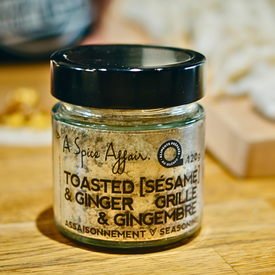 A Spice Affair.
120g
TOASTED [SÉSAME]
& GINGER GRILLÉ
& GINGEMBRE
ASSAISONNEMENT SEASONING